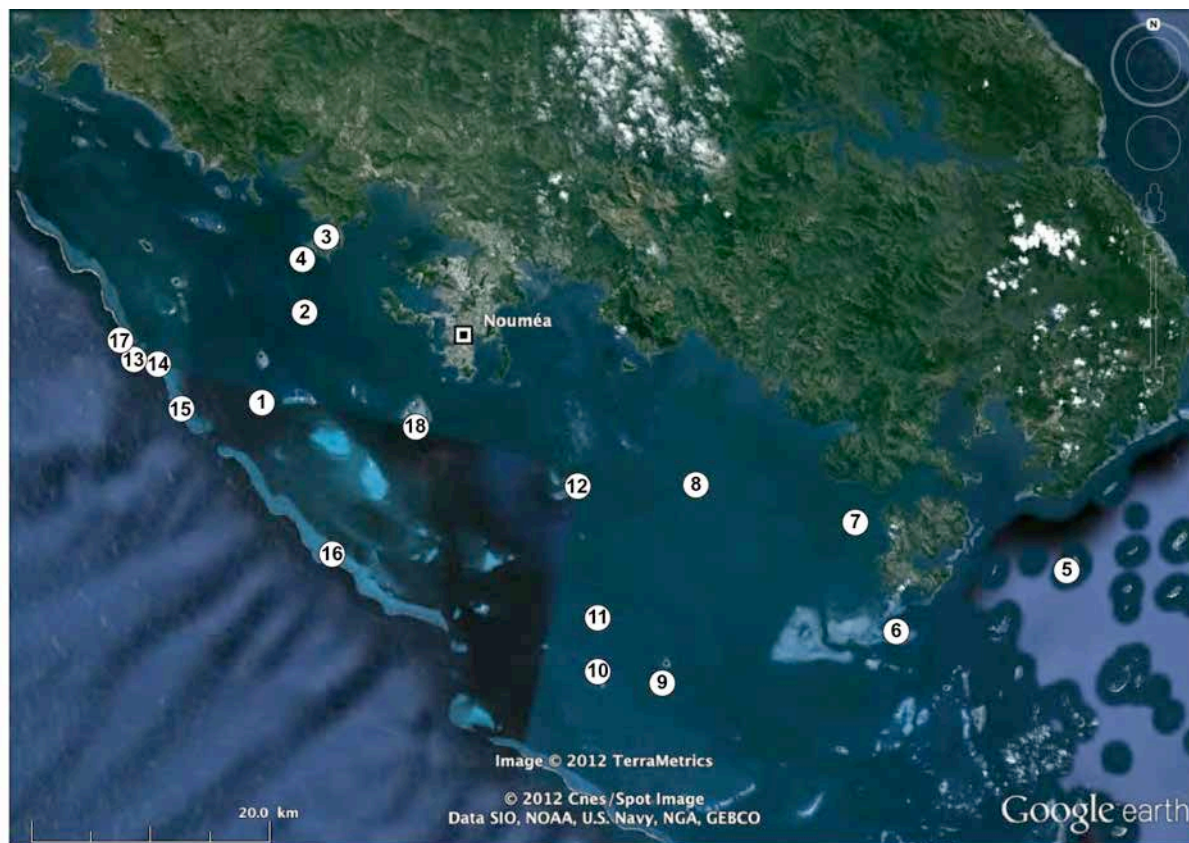 N
3
4
2
Nouméa
17
13
14
15
1
18
12
8
7
5
16
11
6
10
9
Image © 2012 TerraMetrics
20.0 km
© 2012 Cnes/Spot Image
Data SIO, NOAA, U.S. Navy, NGA, GEBCO
Google earth